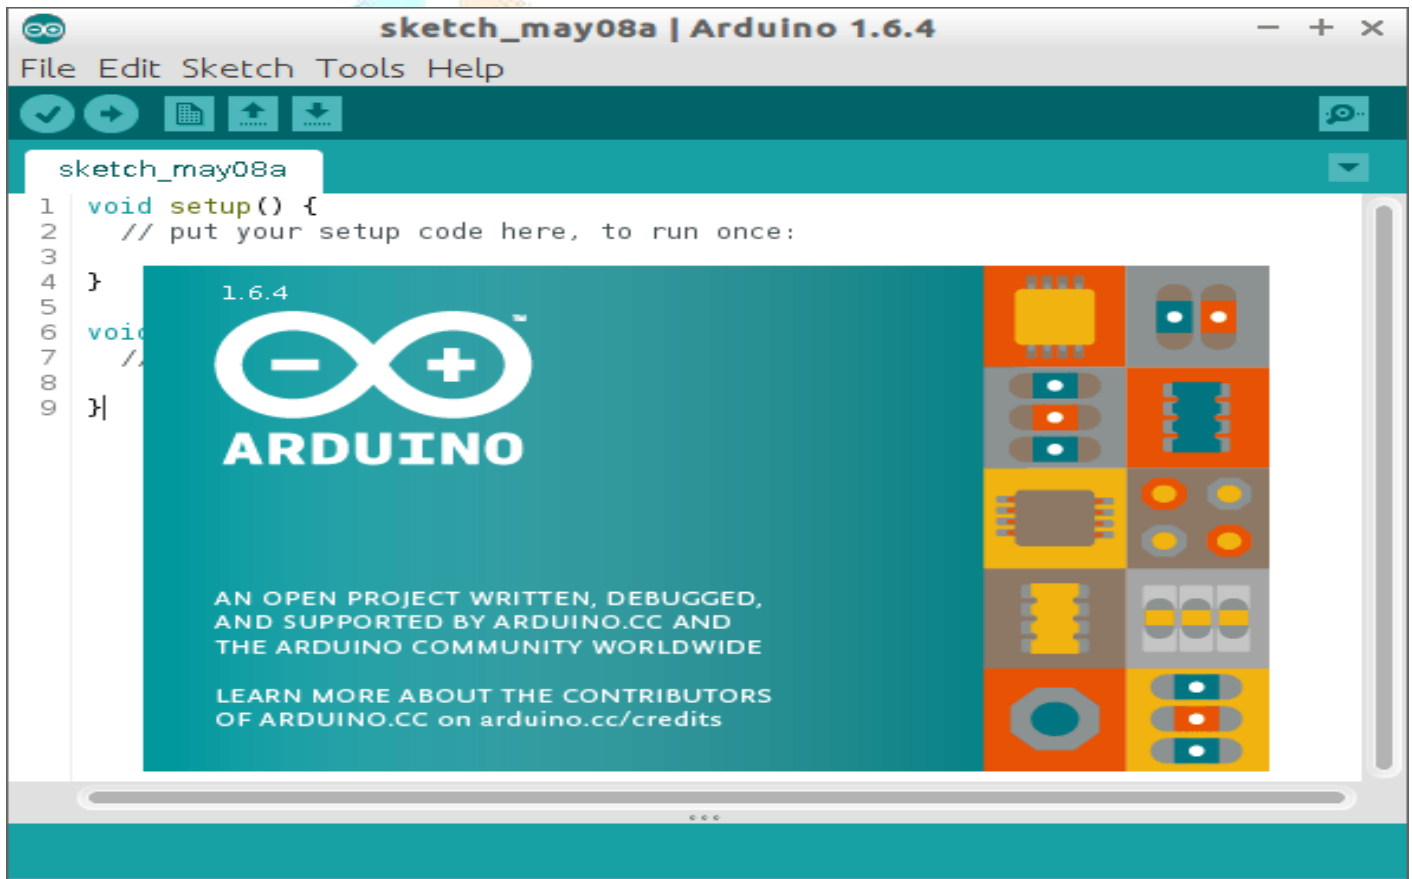 sketch_may08a | Arduino 1.6.4
File Edit Sketch Tools Help
sketch_may08a
1 void setup() {
2 // put your setup code here, to run once:
3
4 }
5
6 void
7 //
8
9 }
1.6.4
™
ARDUINO
AN OPEN PROJECT WRITTEN, DEBUGGED,
AND SUPPORTED BY ARDUINO.CC AND
THE ARDUINO COMMUNITY WORLDWIDE
LEARN MORE ABOUT THE CONTRIBUTORS
OF ARDUINO.CC on arduino.cc/credits